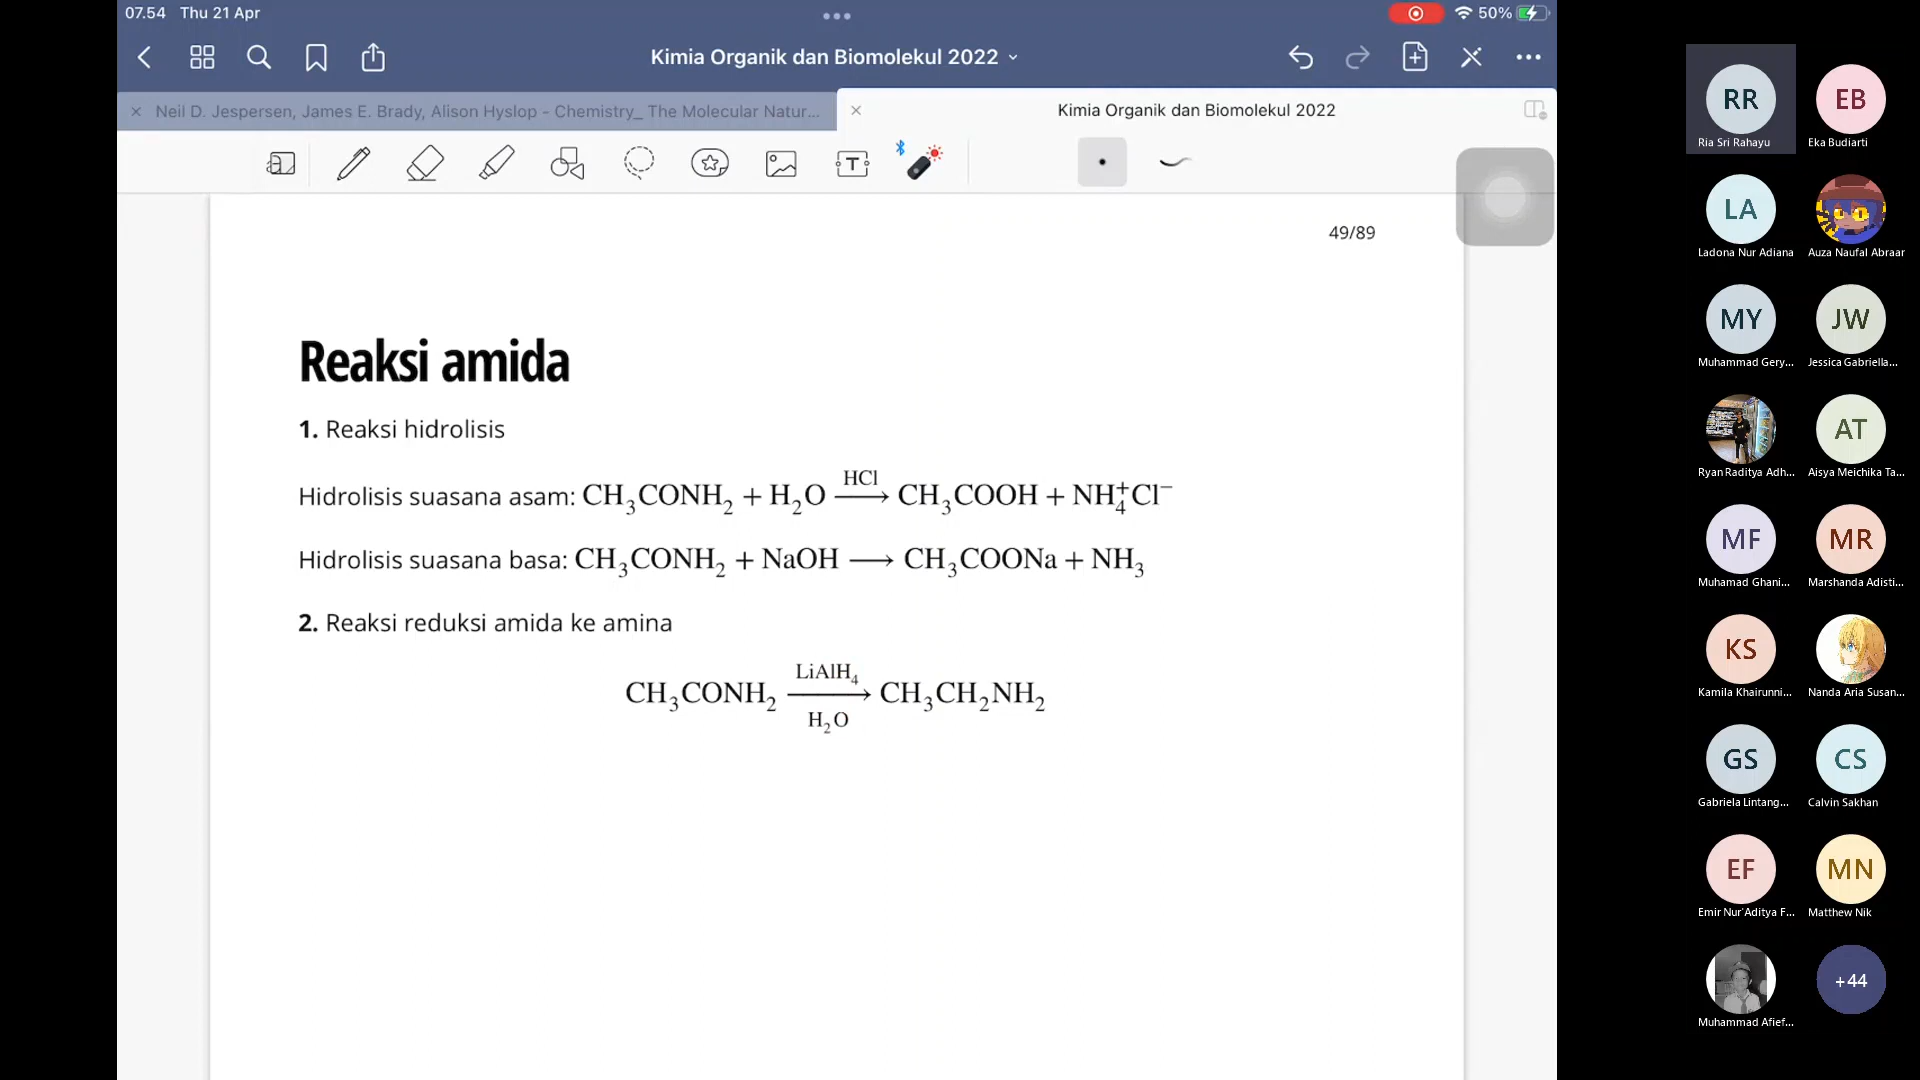 07.54 Thu 21 Apr
50%
Kimia Organik dan Biomolekul 2022
Neil D. Jespersen, James E. Brady, Alison Hyslop - Chemistry_ The Molecular Natur...
Kimia Organik dan Biomolekul 2022
49/89
Reaksi amida
1. Reaksi hidrolisis
Hidrolisis suasana asam: CH₃CONH₂ + H₂O —HCl→ CH₃COOH + NH₄⁺Cl⁻
Hidrolisis suasana basa: CH₃CONH₂ + NaOH ⟶ CH₃COONa + NH₃
2. Reaksi reduksi amida ke amina
LiAlH₄
CH₃CONH₂ ⟶ CH₃CH₂NH₂
H₂O
RR EB
Ria Sri Rahayu Eka Budiarti
LA
Ladona Nur Adiana Auza Naufal Abraar
MY JW
Muhammad Gery... Jessica Gabriella...
AT
Ryan Raditya Adh... Aisya Meichika Ta...
MF MR
Muhamad Ghani... Marshanda Adisti...
KS
Kamila Khairunni... Nanda Aria Susan...
GS CS
Gabriela Lintang... Calvin Sakhan
EF MN
Emir Nur'Aditya F... Matthew Nik
+44
Muhammad Afief...